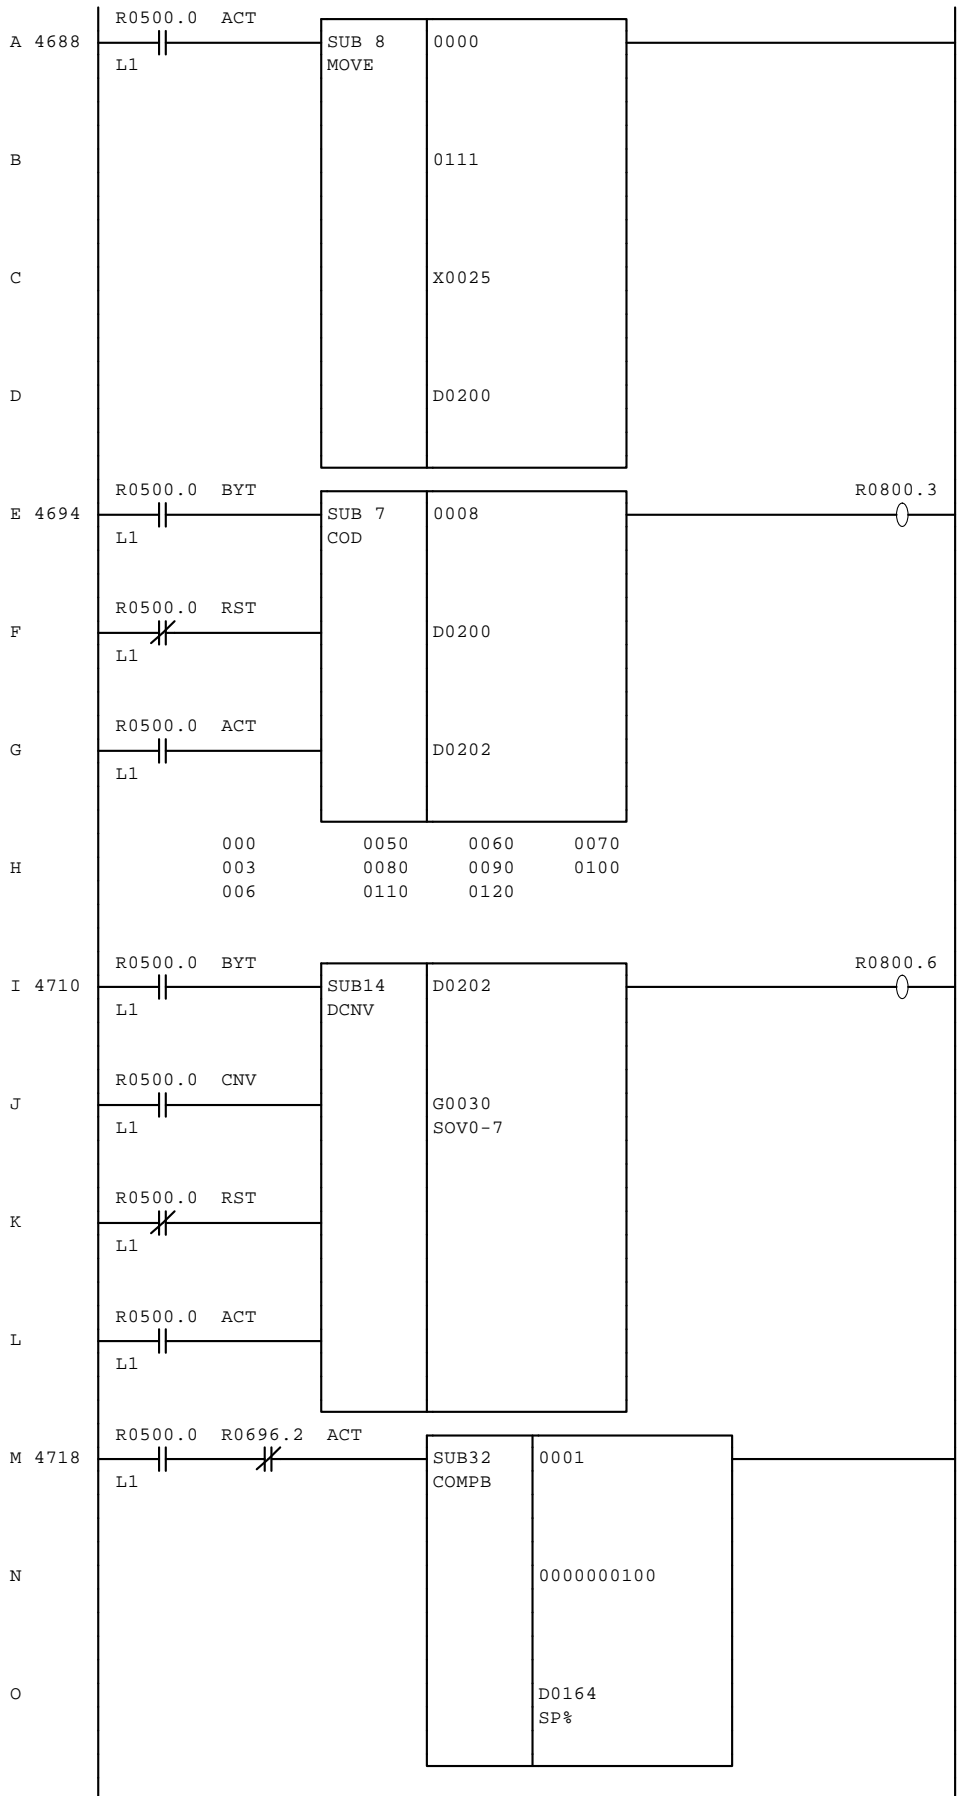 R0500.0 ACT
A 4688 SUB 8 0000
L1 MOVE
B 0111
C X0025
D D0200
R0500.0 BYT R0800.3
E 4694 SUB 7 0008
L1 COD
R0500.0 RST
F D0200
L1
R0500.0 ACT
G D0202
L1
000 0050 0060 0070
H 003 0080 0090 0100
006 0110 0120
R0500.0 BYT R0800.6
I 4710 SUB14 D0202
L1 DCNV
R0500.0 CNV
J G0030
L1 SOV0-7
R0500.0 RST
K
L1
R0500.0 ACT
L
L1
R0500.0 R0696.2 ACT
M 4718 SUB32 0001
L1 COMPB
N 0000000100
O D0164
SP%